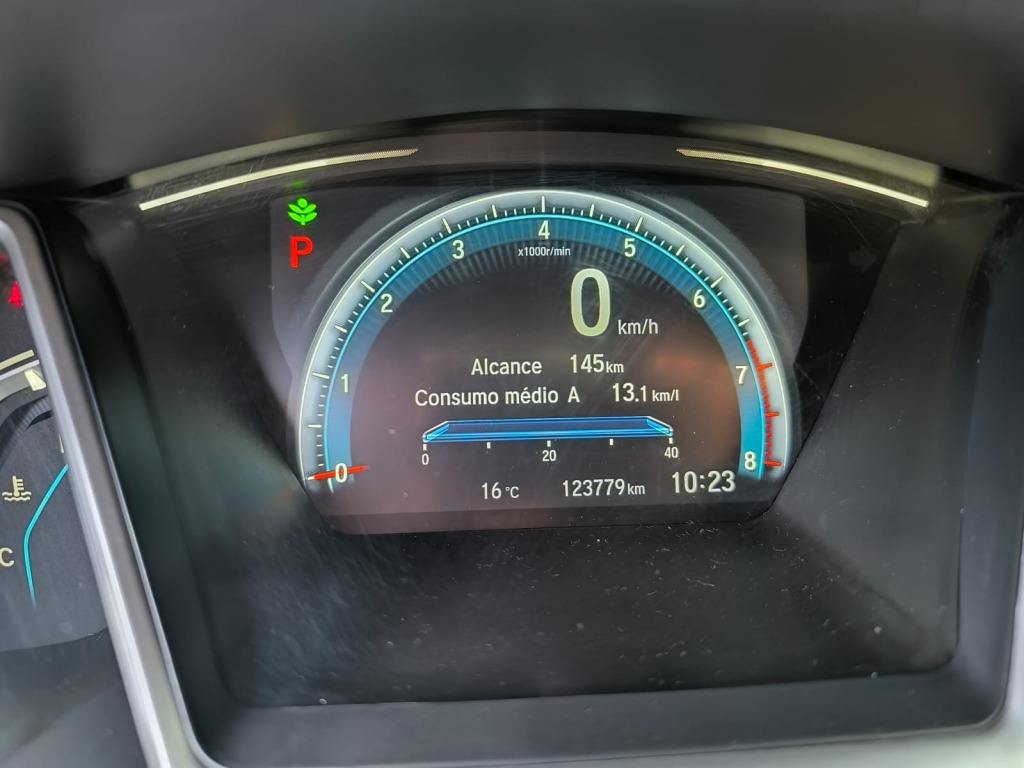 P
0 1 2 3 4 5 6 7 8
x1000r/min
0 km/h
Alcance 145km
Consumo médio A 13.1 km/l
0 20 40
16°C 123779km 10:23
C